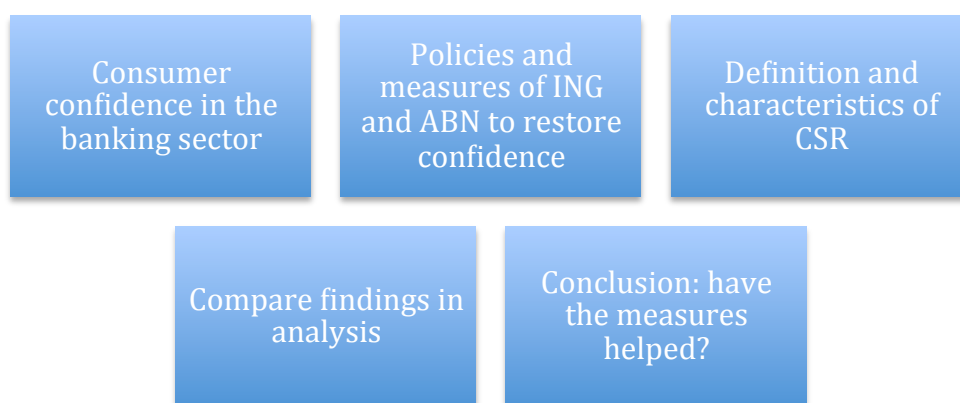 Consumer
confidence in the
banking sector
Policies and
measures of ING
and ABN to restore
confidence
Definition and
characteristics of
CSR
Compare findings in
analysis
Conclusion: have
the measures
helped?